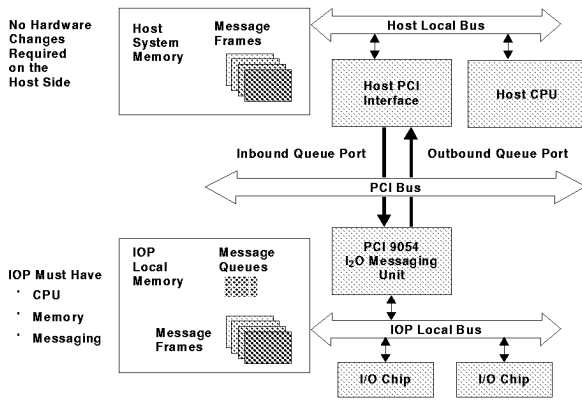 No Hardware
Changes
Required
on the
Host Side
Host
System
Memory
Message
Frames
Host Local Bus
Host PCI
Interface
Host CPU
Inbound Queue Port
Outbound Queue Port
PCI Bus
IOP Must Have
· CPU
· Memory
· Messaging
IOP
Local
Memory
Message
Queues
Message
Frames
PCI 9054
I₂O Messaging
Unit
IOP Local Bus
I/O Chip
I/O Chip